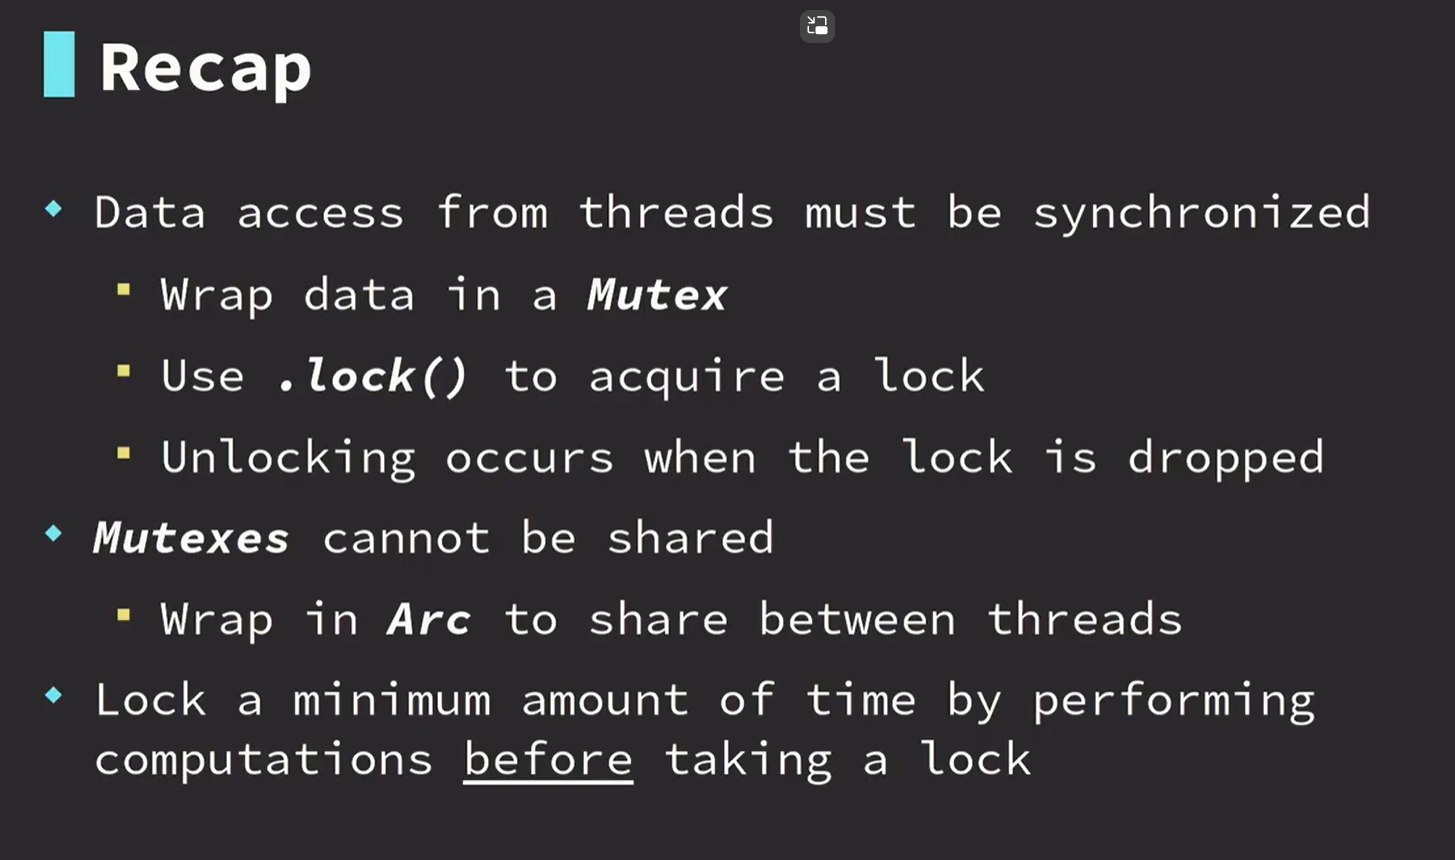 Recap
Data access from threads must be synchronized
Wrap data in a Mutex
Use .lock() to acquire a lock
Unlocking occurs when the lock is dropped
Mutexes cannot be shared
Wrap in Arc to share between threads
Lock a minimum amount of time by performing
computations before taking a lock